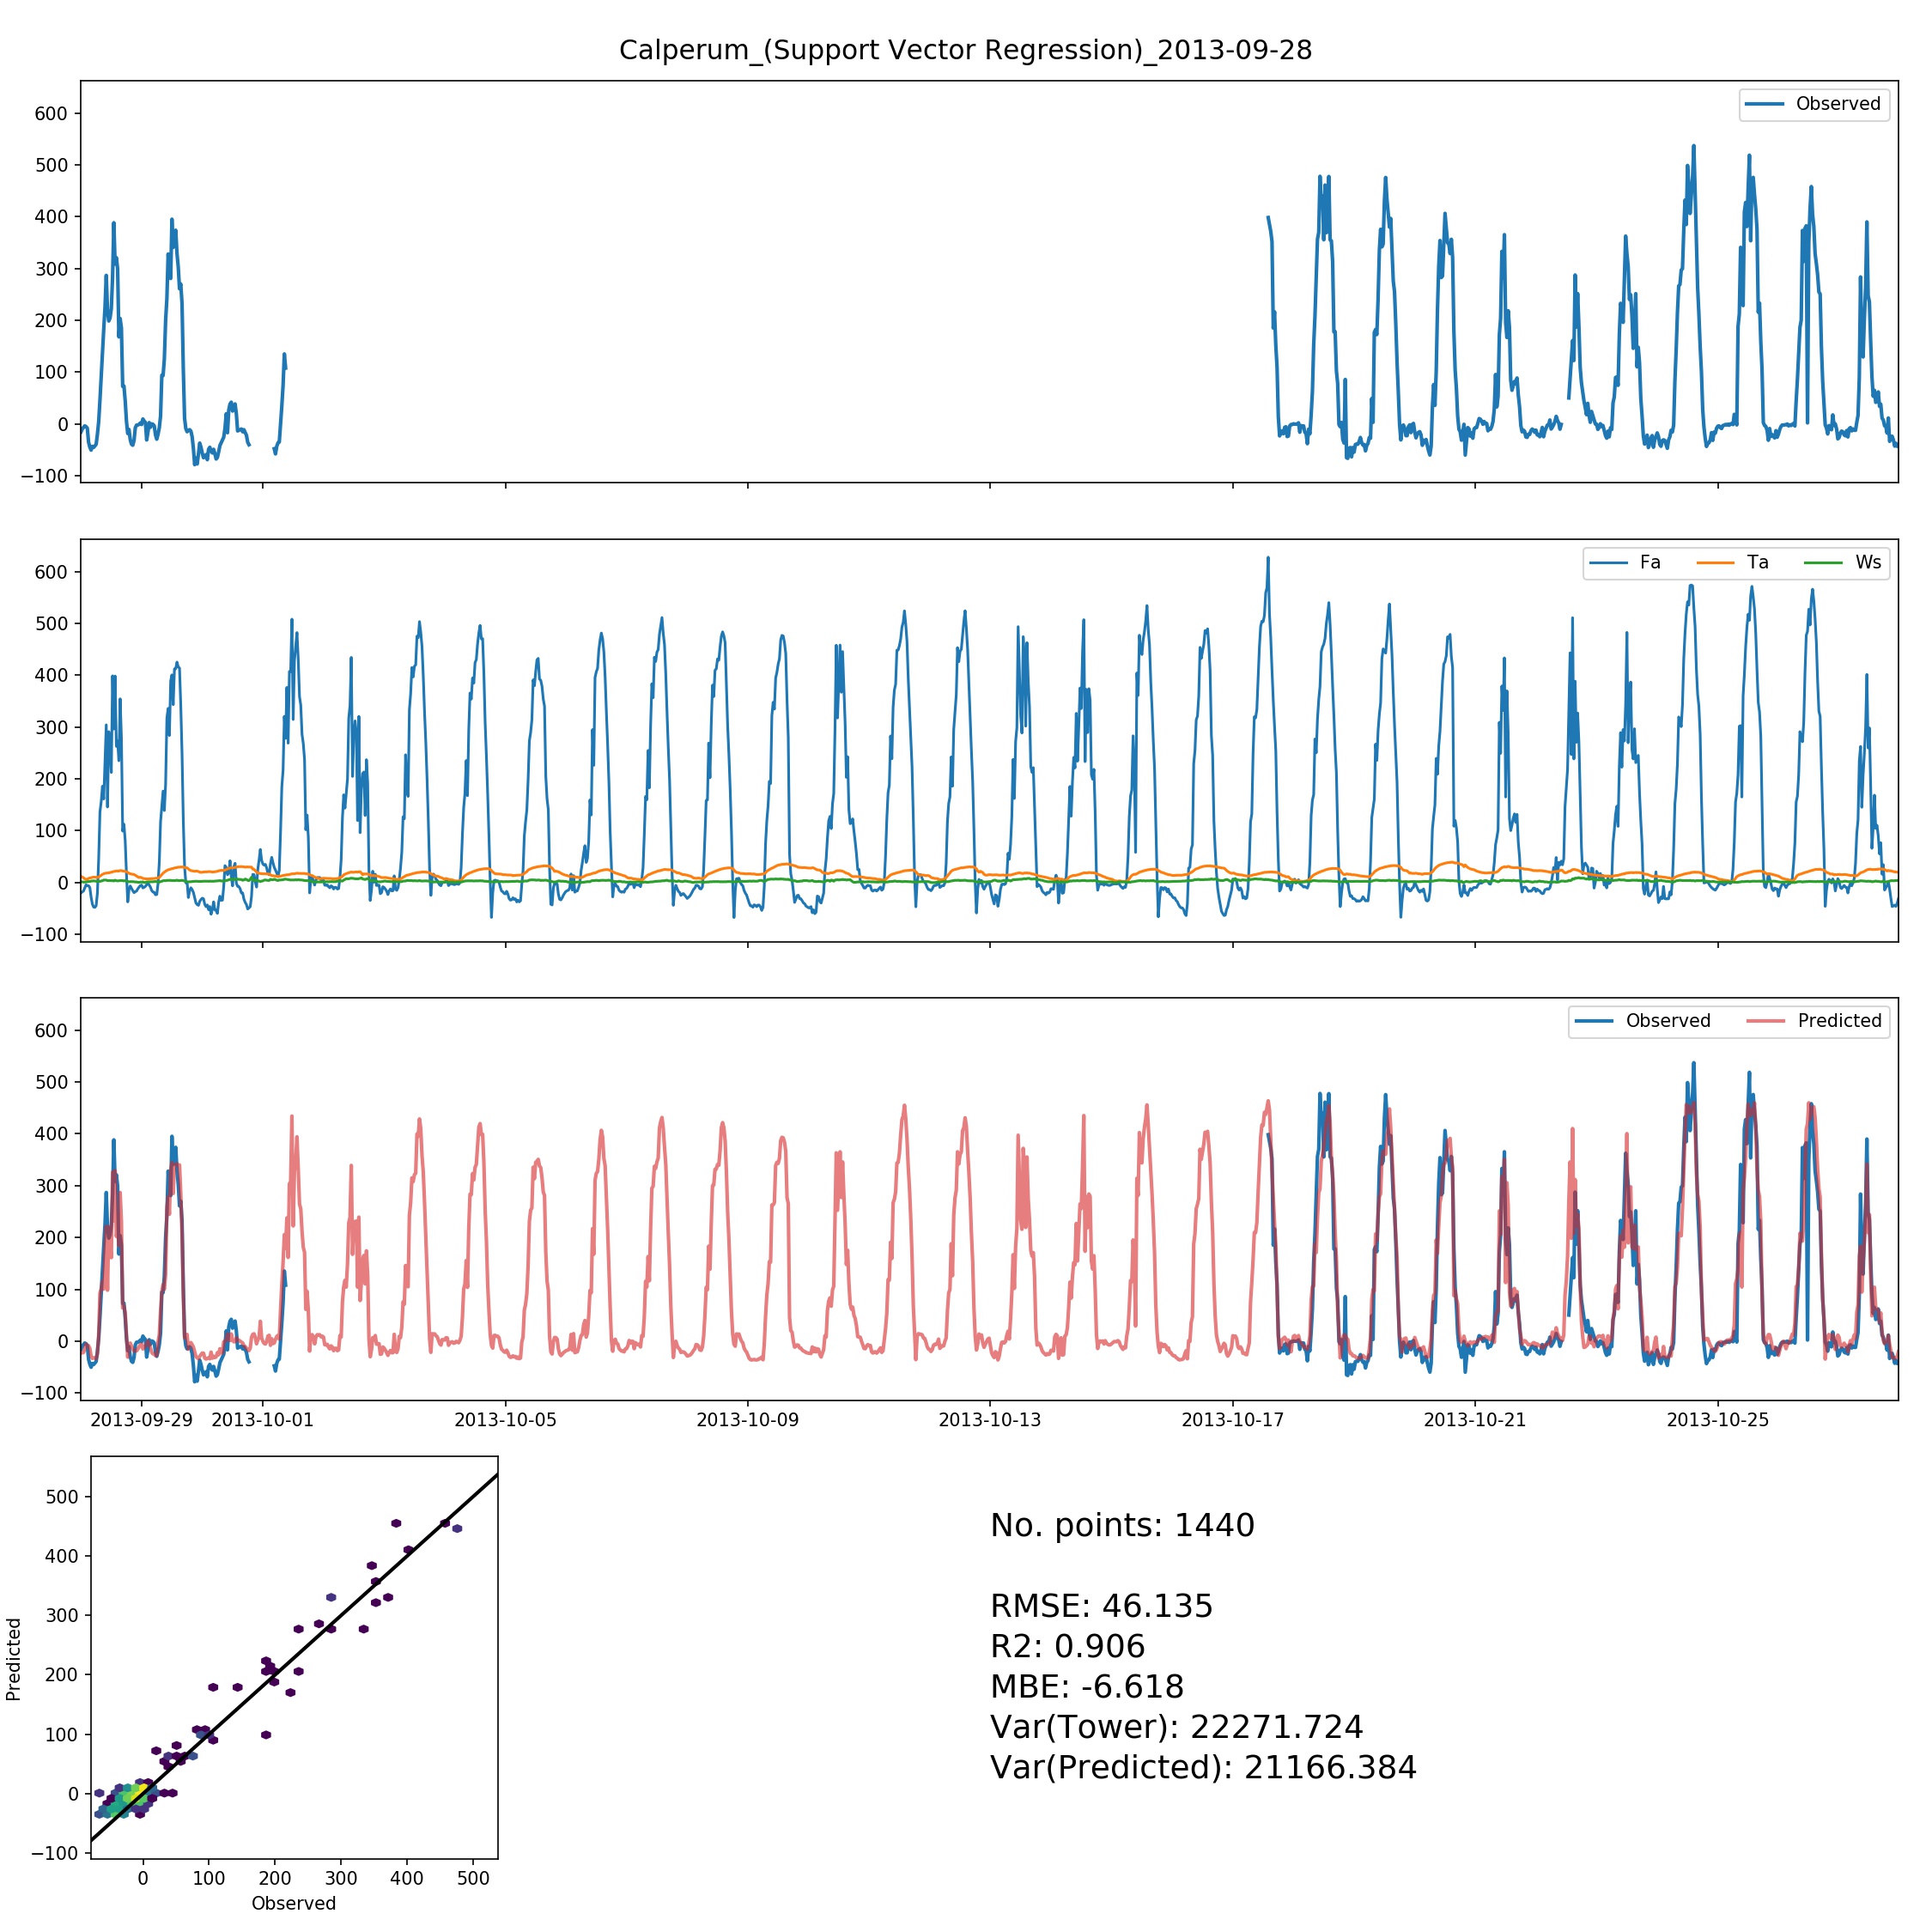 Calperum_(Support Vector Regression)_2013-09-28
Observed
600
500
400
300
200
100
0
−100
Fa Ta Ws
600
500
400
300
200
100
0
−100
Observed Predicted
600
500
400
300
200
100
0
−100
2013-09-29 2013-10-01 2013-10-05 2013-10-09 2013-10-13 2013-10-17 2013-10-21 2013-10-25
Predicted
500
400
300
200
100
0
−100
0 100 200 300 400 500
Observed
No. points: 1440
RMSE: 46.135
R2: 0.906
MBE: -6.618
Var(Tower): 22271.724
Var(Predicted): 21166.384